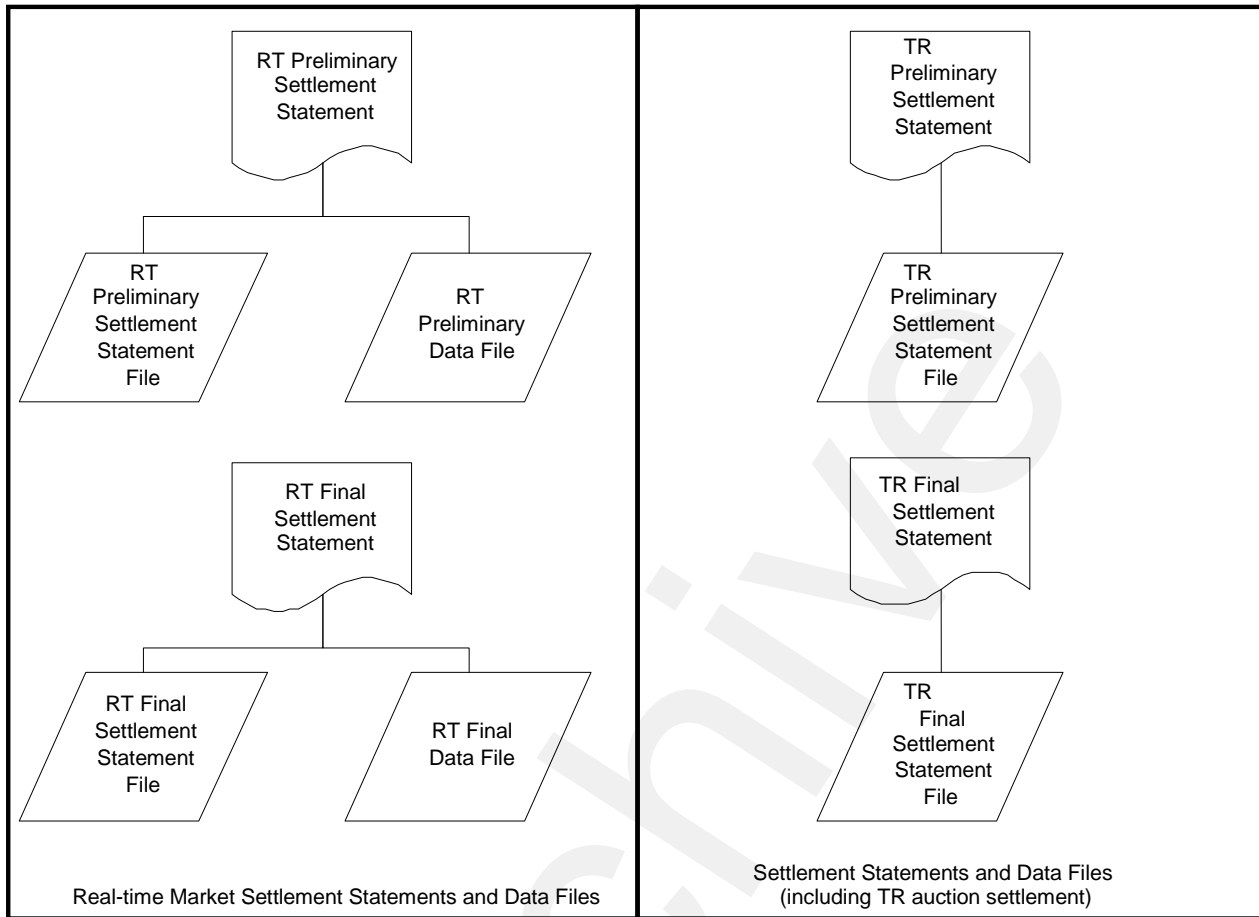 RT Preliminary
Settlement
Statement
RT
Preliminary
Settlement
Statement
File
RT
Preliminary
Data File
RT Final
Settlement
Statement
RT Final
Settlement
Statement
File
RT Final
Data File
Real-time Market Settlement Statements and Data Files
TR
Preliminary
Settlement
Statement
TR
Preliminary
Settlement
Statement
File
TR Final
Settlement
Statement
TR
Final
Settlement
Statement
File
Settlement Statements and Data Files
(including TR auction settlement)
chive